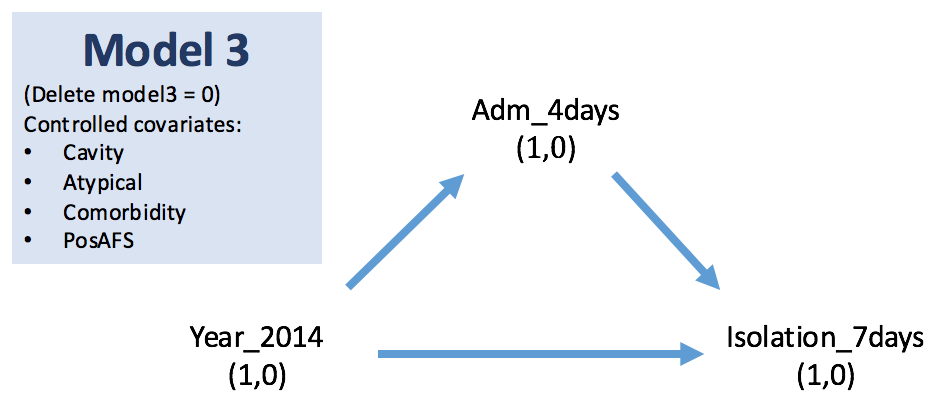 Model 3
(Delete model3 = 0)
Controlled covariates:
• Cavity
• Atypical
• Comorbidity
• PosAFS
Adm_4days
(1,0)
Year_2014
(1,0)
Isolation_7days
(1,0)